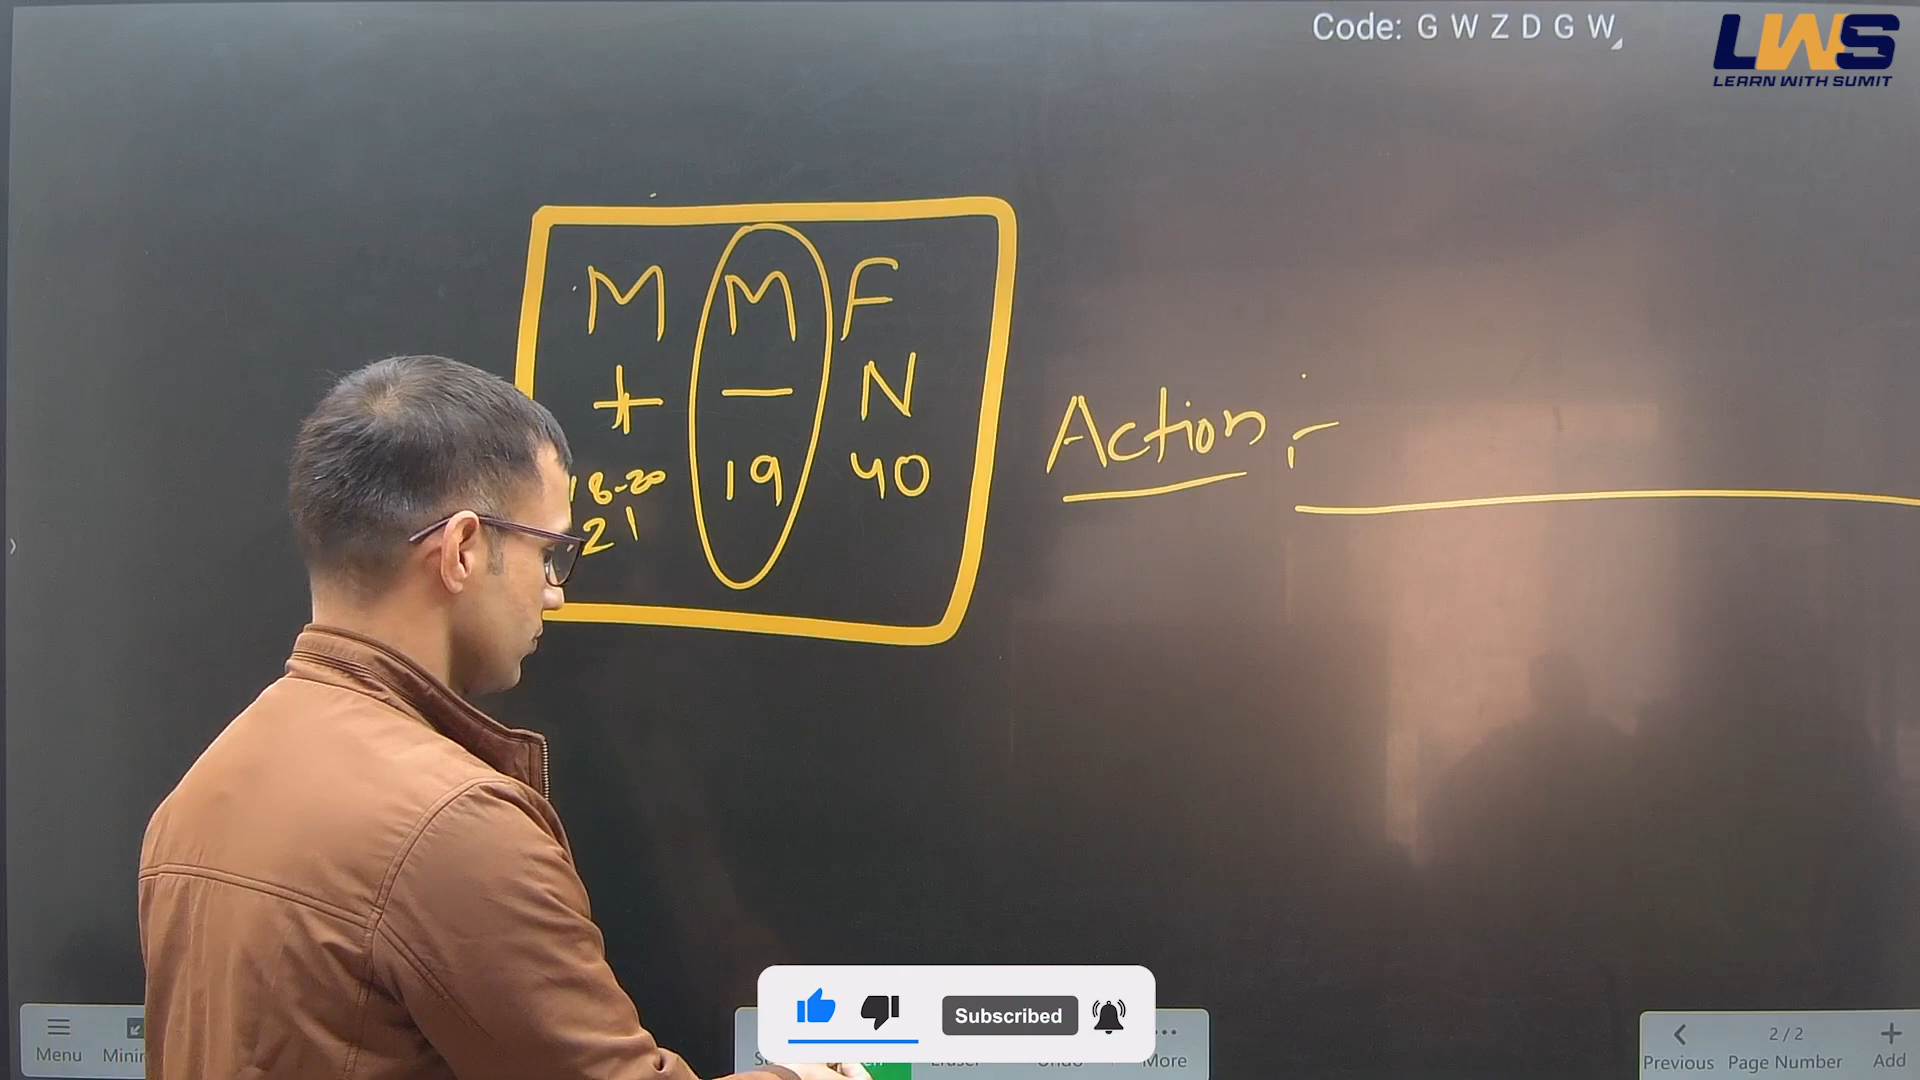 Code: G W Z D G W
LWS
LEARN WITH SUMIT
M M F
+ — N
18-20 19 40
21
Action :-
Subscribed
Menu
More
Previous
2 / 2
Page Number
Add